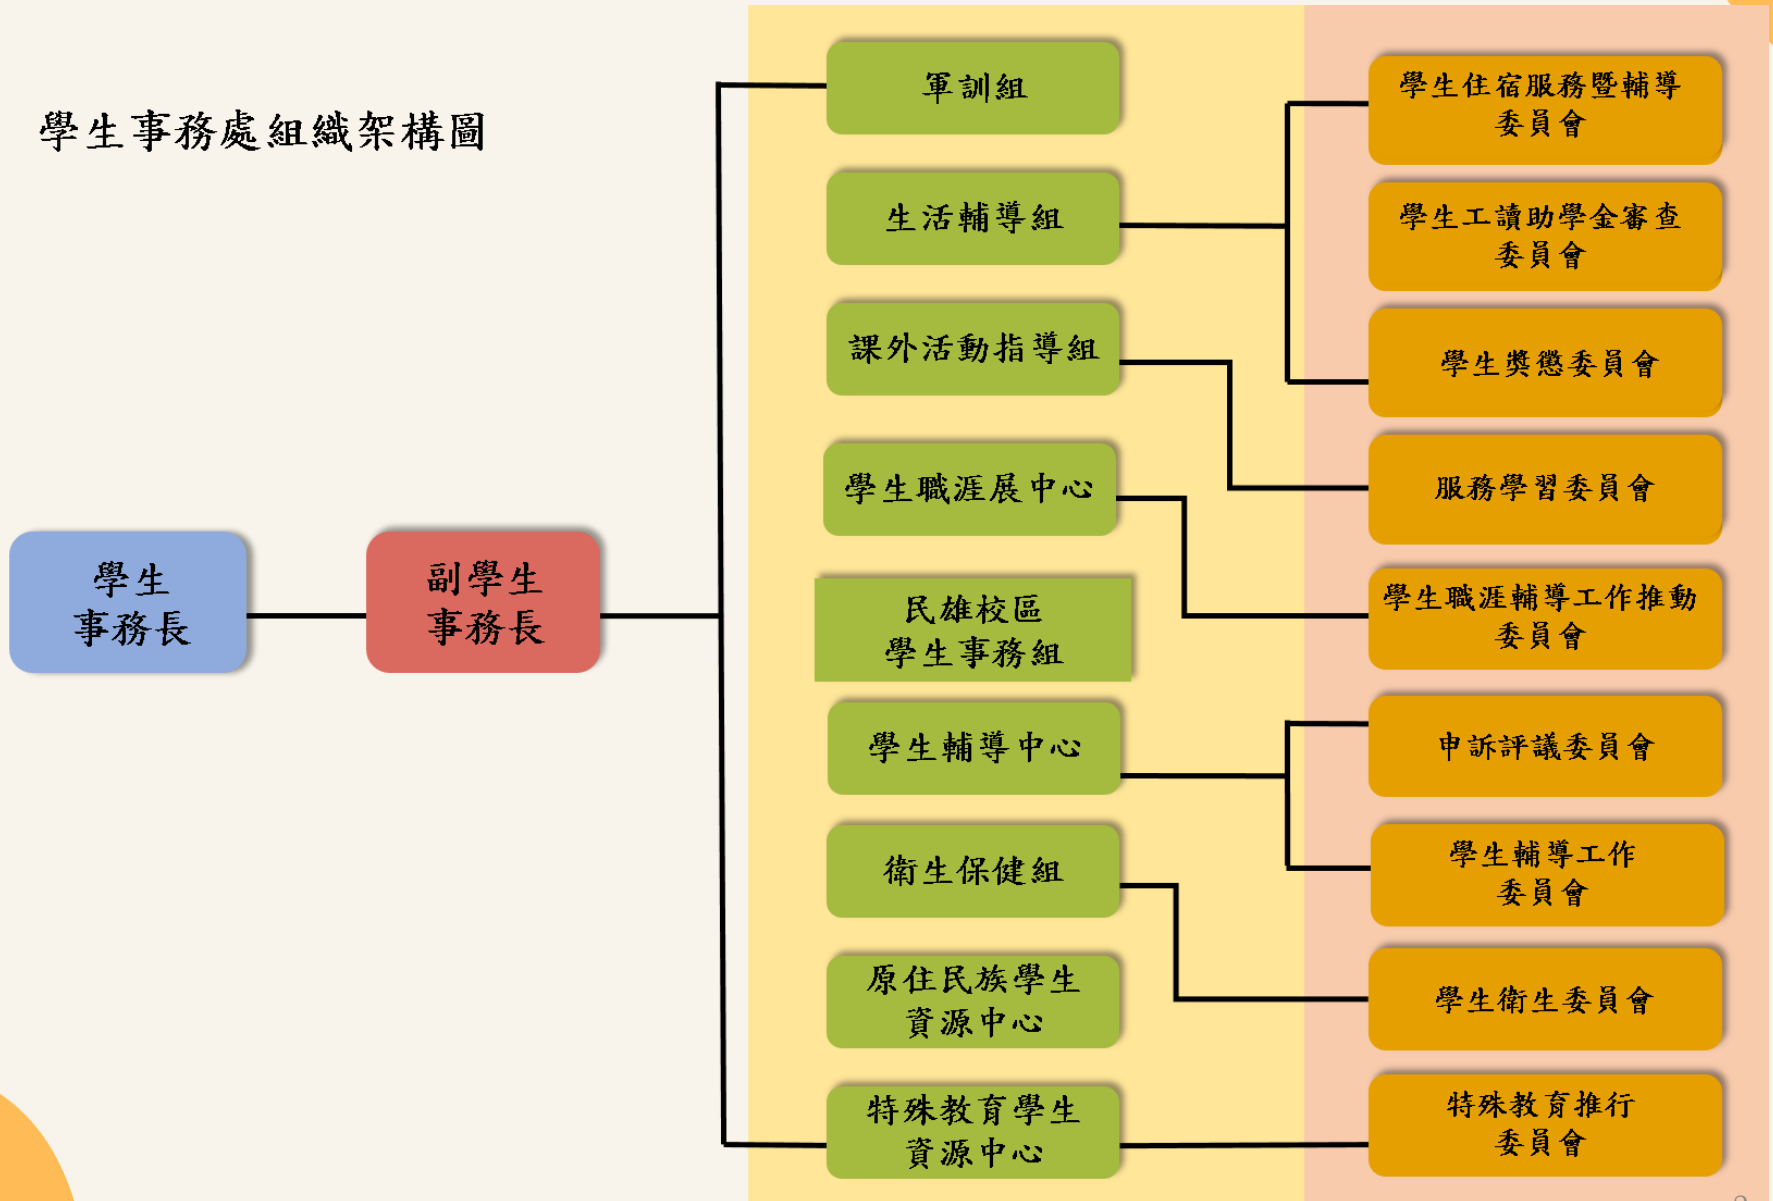 學生事務處組織架構圖
學生
事務長
副學生
事務長
軍訓組
生活輔導組
課外活動指導組
學生職涯展中心
民雄校區
學生事務組
學生輔導中心
衛生保健組
原住民族學生
資源中心
特殊教育學生
資源中心
學生住宿服務暨輔導
委員會
學生工讀助學金審查
委員會
學生獎懲委員會
服務學習委員會
學生職涯輔導工作推動
委員會
申訴評議委員會
學生輔導工作
委員會
學生衛生委員會
特殊教育推行
委員會